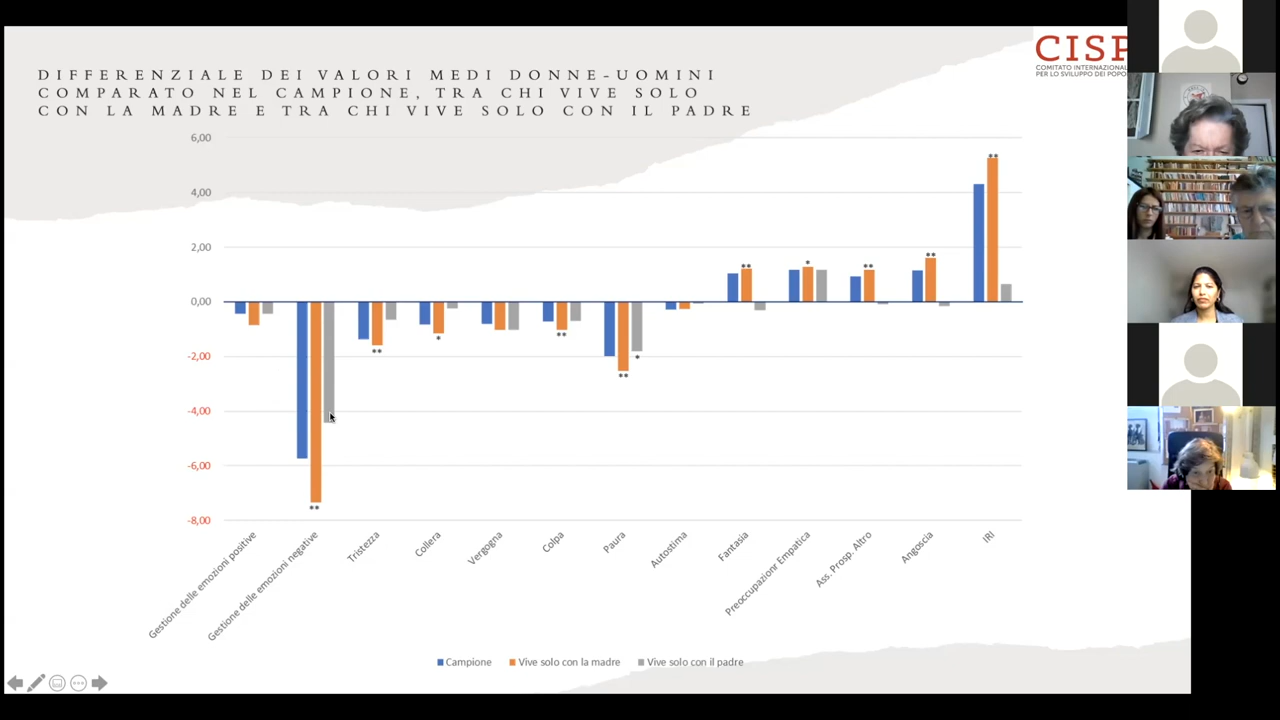 DIFFERENZIALE DEI VALORI MEDI DONNE-UOMINI
COMPARATO NEL CAMPIONE, TRA CHI VIVE SOLO
CON LA MADRE E TRA CHI VIVE SOLO CON IL PADRE
CISP
COMITATO INTERNAZIONAL
PER LO SVILUPPO DEI POPO
6,00
4,00
2,00
0,00
-2,00
-4,00
-6,00
-8,00
**
**
*
**
**
*
**
*
**
**
**
Gestione delle emozioni positive
Gestione delle emozioni negative
Tristezza
Collera
Vergogna
Colpa
Paura
Autostima
Fantasia
Preoccupazionr Empatica
Ass. Prosp. Altro
Angoscia
IRI
Campione
Vive solo con la madre
Vive solo con il padre